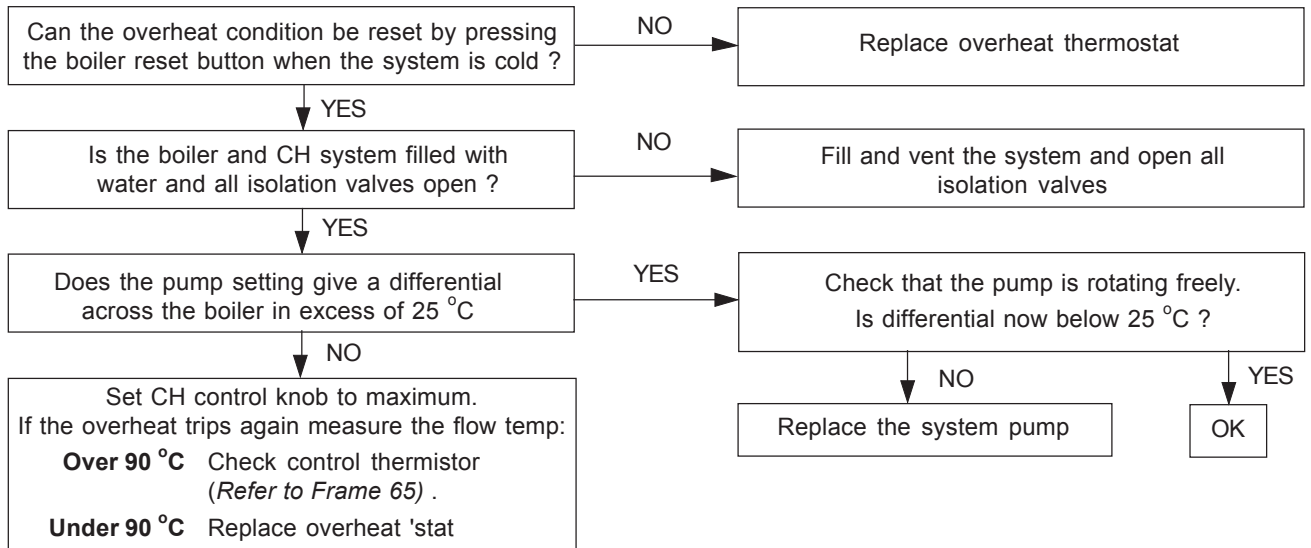 Can the overheat condition be reset by pressing
the boiler reset button when the system is cold ?
NO
Replace overheat thermostat
YES
Is the boiler and CH system filled with
water and all isolation valves open ?
NO
Fill and vent the system and open all
isolation valves
YES
Does the pump setting give a differential
across the boiler in excess of 25 °C
YES
Check that the pump is rotating freely.
Is differential now below 25 °C ?
NO
NO
YES
Set CH control knob to maximum.
If the overheat trips again measure the flow temp:
Over 90 °C Check control thermistor
(Refer to Frame 65) .
Under 90 °C Replace overheat 'stat
Replace the system pump
OK